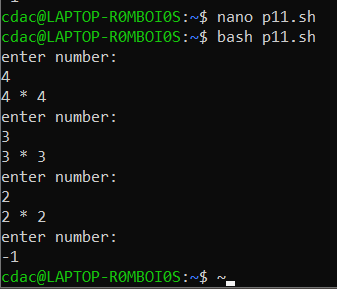 cdac@LAPTOP-R0MBOI0S:~$ nano p11.sh
cdac@LAPTOP-R0MBOI0S:~$ bash p11.sh
enter number:
4
4 * 4
enter number:
3
3 * 3
enter number:
2
2 * 2
enter number:
-1
cdac@LAPTOP-R0MBOI0S:~$ ~